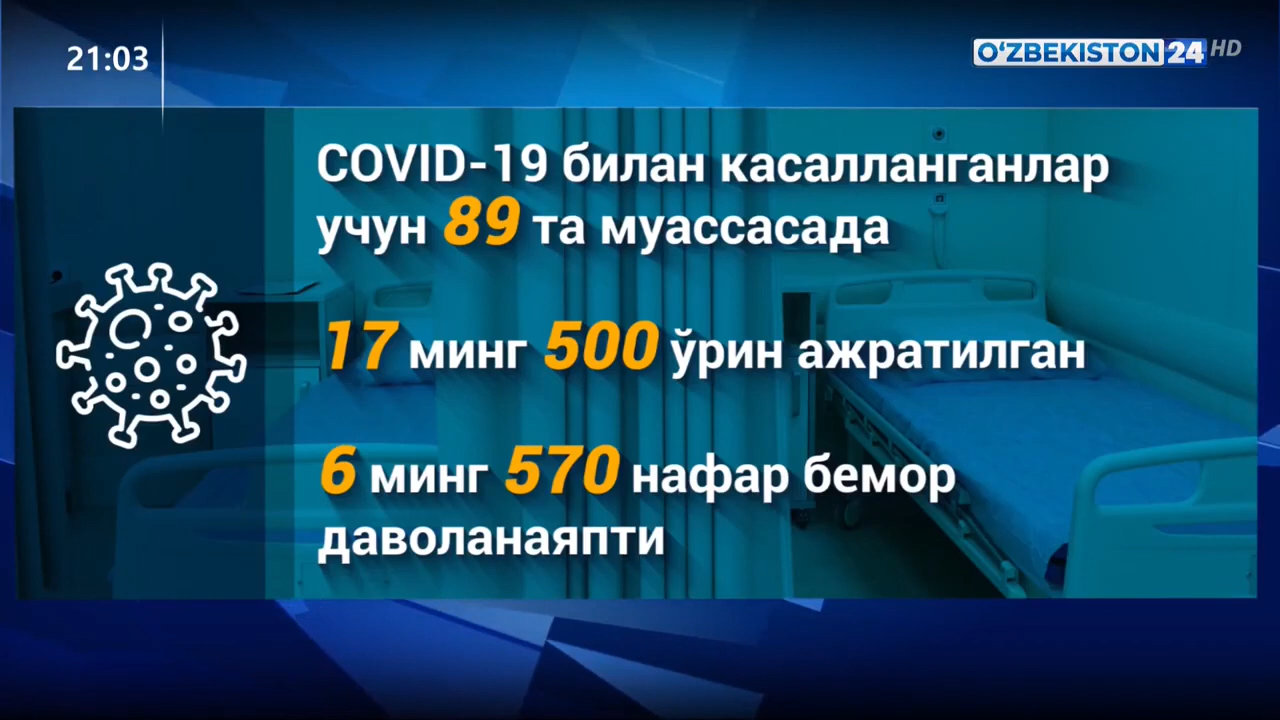 21:03
O‘ZBEKISTON 24 HD
COVID-19 билан касалланганлар
учун 89 та муассасада
17 минг 500 ўрин ажратилган
6 минг 570 нафар бемор
даволанаяпти